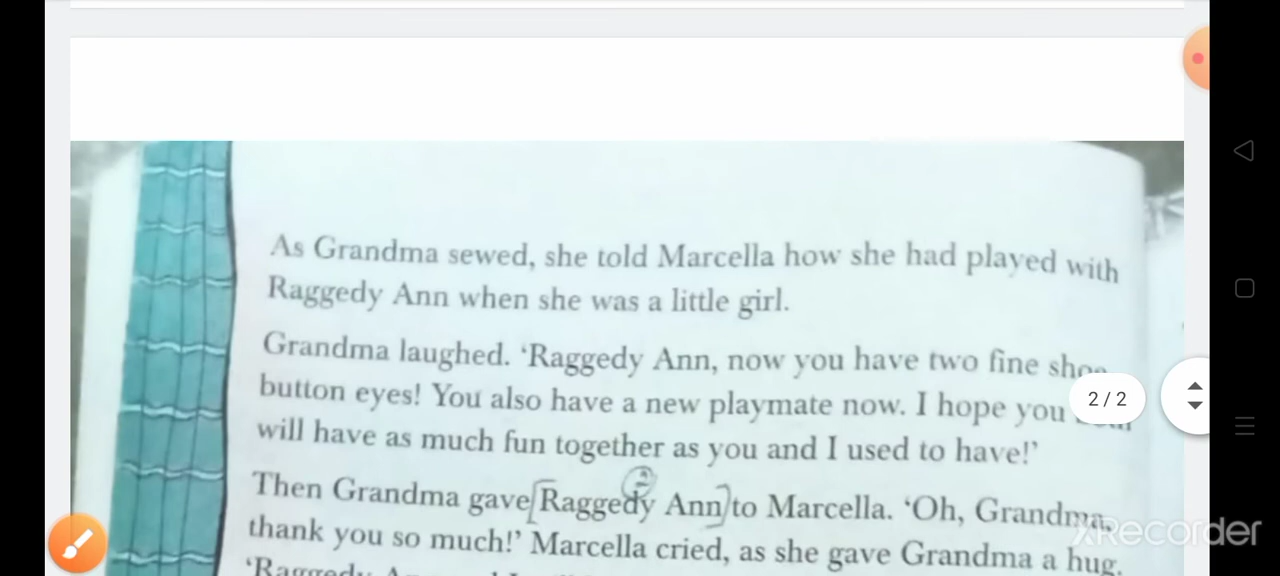 As Grandma sewed, she told Marcella how she had played with
Raggedy Ann when she was a little girl.
Grandma laughed. ‘Raggedy Ann, now you have two fine shoe
button eyes! You also have a new playmate now. I hope you
2 / 2
will have as much fun together as you and I used to have!’
Then Grandma gave [Raggedy Ann] to Marcella. ‘Oh, Grandma,
thank you so much!’ Marcella cried, as she gave Grandma a hug.
XRecorder